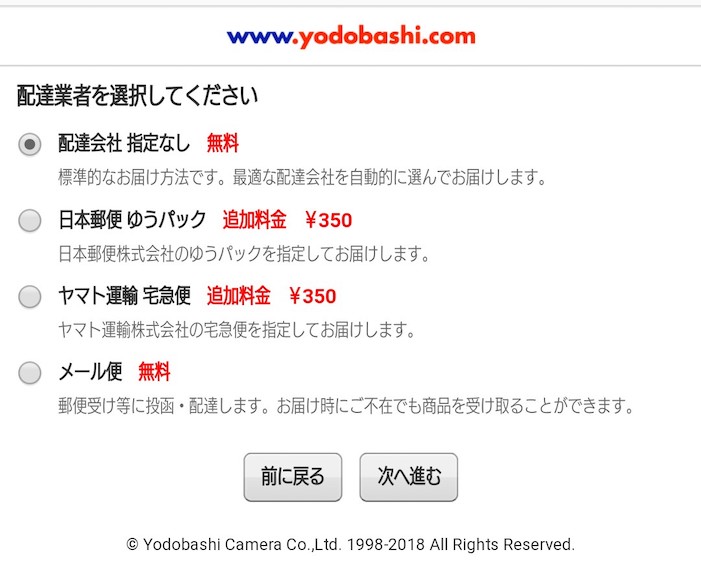 www.yodobashi.com
配達業者を選択してください
配達会社 指定なし 無料
標準的なお届け方法です。最適な配達会社を自動的に選んでお届けします。
日本郵便 ゆうパック 追加料金 ￥350
日本郵便株式会社のゆうパックを指定してお届けします。
ヤマト運輸 宅急便 追加料金 ￥350
ヤマト運輸株式会社の宅急便を指定してお届けします。
メール便 無料
郵便受け等に投函・配達します。お届け時にご不在でも商品を受け取ることができます。
前に戻る 次へ進む
© Yodobashi Camera Co.,Ltd. 1998-2018 All Rights Reserved.